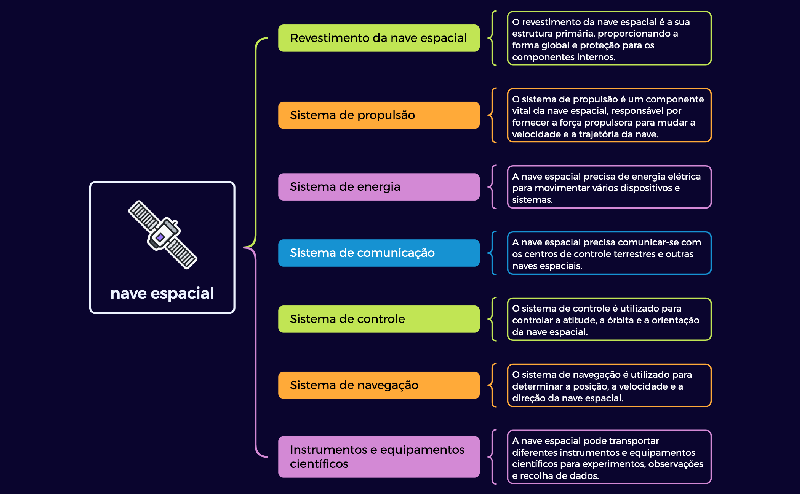 nave espacial
Revestimento da nave espacial
O revestimento da nave espacial é a sua
estrutura primária, proporcionando a
forma global e proteção para os
componentes internos.
Sistema de propulsão
O sistema de propulsão é um componente
vital da nave espacial, responsável por
fornecer a força propulsora para mudar a
velocidade e a trajetória da nave.
Sistema de energia
A nave espacial precisa de energia elétrica
para movimentar vários dispositivos e
sistemas.
Sistema de comunicação
A nave espacial precisa comunicar-se com
os centros de controle terrestres e outras
naves espaciais.
Sistema de controle
O sistema de controle é utilizado para
controlar a atitude, a órbita e a orientação
da nave espacial.
Sistema de navegação
O sistema de navegação é utilizado para
determinar a posição, a velocidade e a
direção da nave espacial.
Instrumentos e equipamentos
científicos
A nave espacial pode transportar
diferentes instrumentos e equipamentos
científicos para experimentos, observações
e recolha de dados.